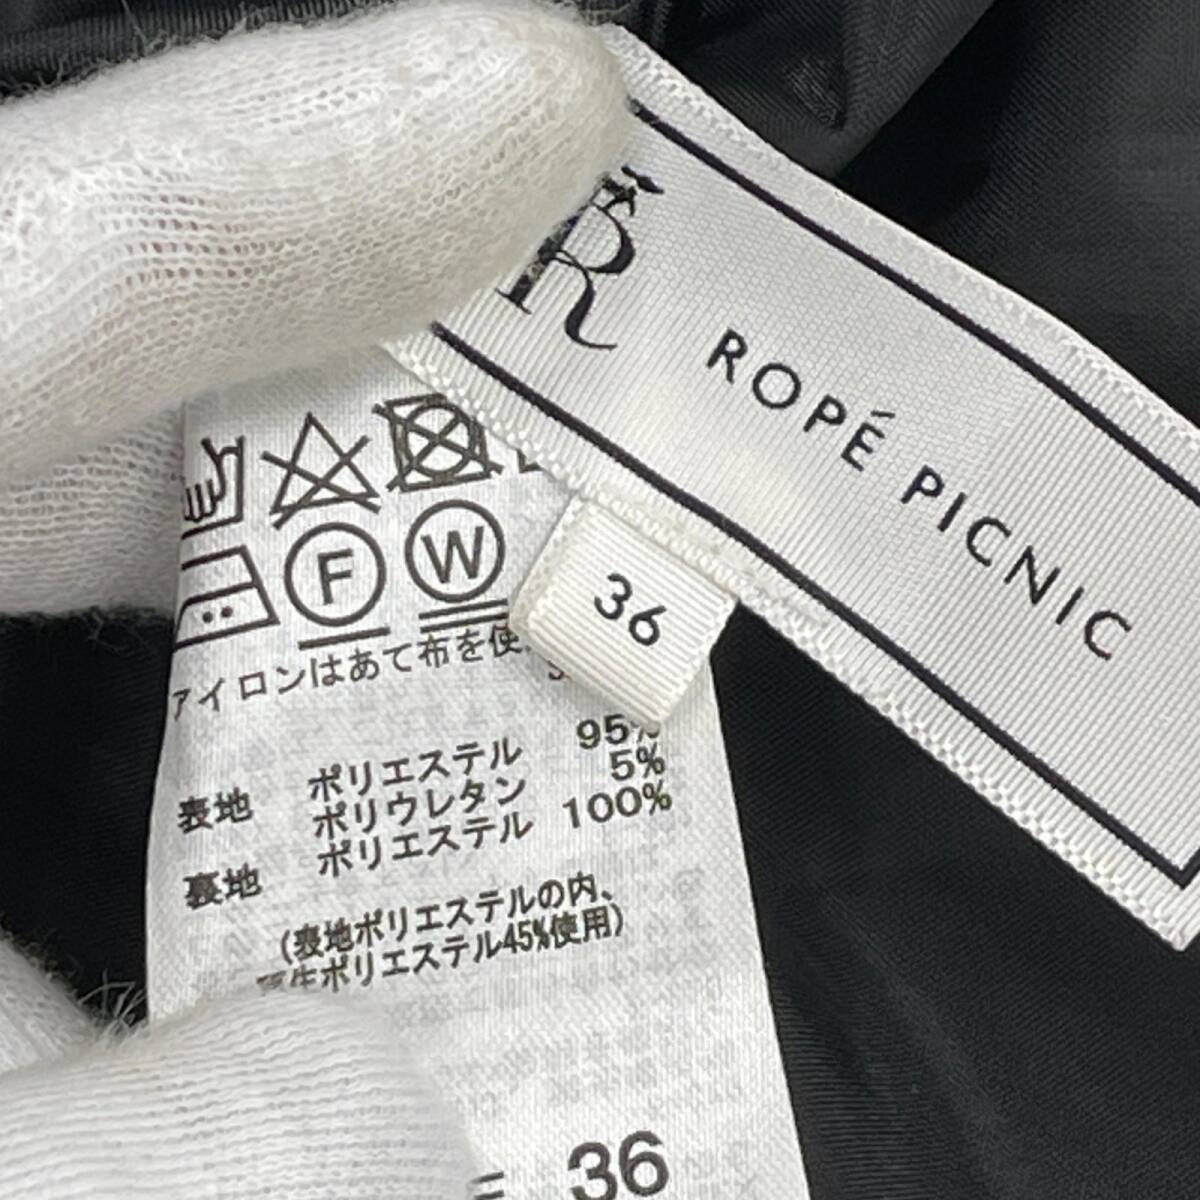 R
ROPÉ PICNIC
36
F W
アイロンはあて布を使
表地 ポリエステル 95%
ポリウレタン 5%
裏地 ポリエステル 100%
(表地ポリエステルの内、
再生ポリエステル45%使用)
36